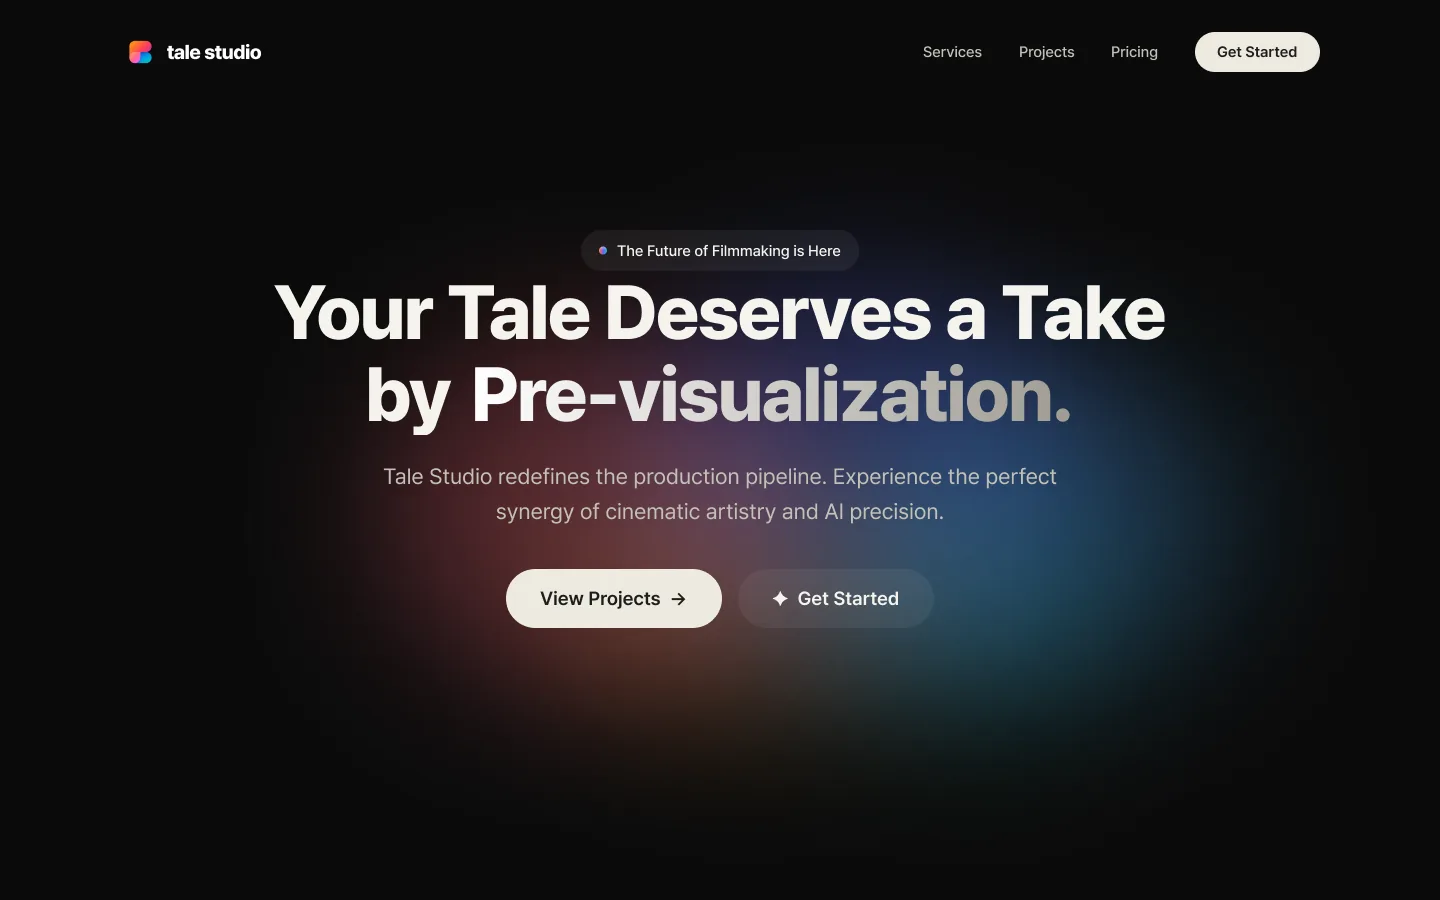 tale studio
Services
Projects
Pricing
Get Started
The Future of Filmmaking is Here
Your Tale Deserves a Take
by Pre-visualization.
Tale Studio redefines the production pipeline. Experience the perfect
synergy of cinematic artistry and AI precision.
View Projects →
✦ Get Started